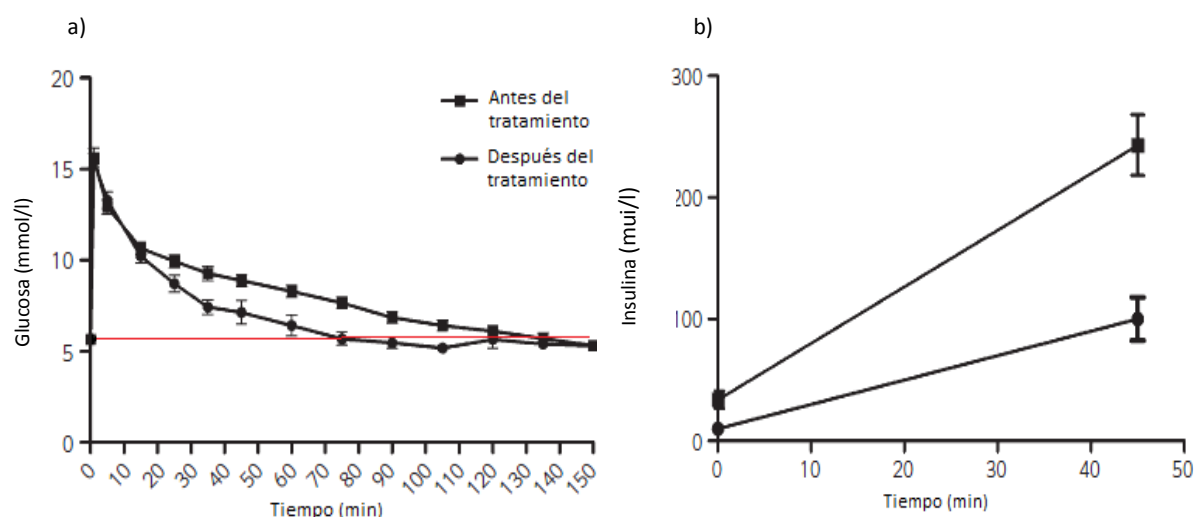 a)
Glucosa (mmol/l)
20
15
10
5
0
Antes del
tratamiento
Después del
tratamiento
0 10 20 30 40 50 60 70 80 90 100 110 120 130 140 150
Tiempo (min)
b)
Insulina (mui/l)
300
200
100
0
0 10 20 30 40 50
Tiempo (min)